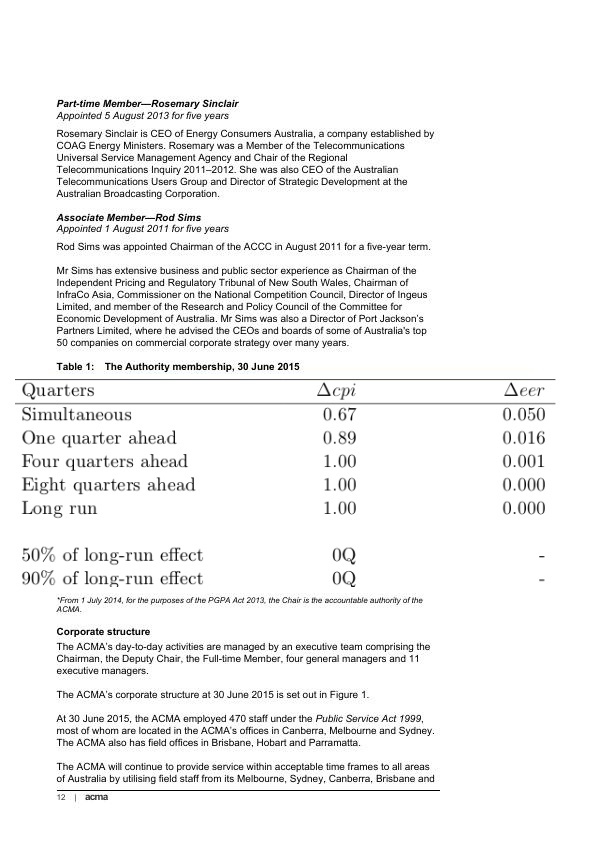 Part-time Member—Rosemary Sinclair
Appointed 5 August 2013 for five years
Rosemary Sinclair is CEO of Energy Consumers Australia, a company established by
COAG Energy Ministers. Rosemary was a Member of the Telecommunications
Universal Service Management Agency and Chair of the Regional
Telecommunications Inquiry 2011–2012. She was also CEO of the Australian
Telecommunications Users Group and Director of Strategic Development at the
Australian Broadcasting Corporation.
Associate Member—Rod Sims
Appointed 1 August 2011 for five years
Rod Sims was appointed Chairman of the ACCC in August 2011 for a five-year term.
Mr Sims has extensive business and public sector experience as Chairman of the
Independent Pricing and Regulatory Tribunal of New South Wales, Chairman of
InfraCo Asia, Commissioner on the National Competition Council, Director of Ingeus
Limited, and member of the Research and Policy Council of the Committee for
Economic Development of Australia. Mr Sims was also a Director of Port Jackson's
Partners Limited, where he advised the CEOs and boards of some of Australia's top
50 companies on commercial corporate strategy over many years.
Table 1: The Authority membership, 30 June 2015
Quarters Δcpi Δeer
Simultaneous 0.67 0.050
One quarter ahead 0.89 0.016
Four quarters ahead 1.00 0.001
Eight quarters ahead 1.00 0.000
Long run 1.00 0.000
50% of long-run effect 0Q -
90% of long-run effect 0Q -
*From 1 July 2014, for the purposes of the PGPA Act 2013, the Chair is the accountable authority of the
ACMA.
Corporate structure
The ACMA's day-to-day activities are managed by an executive team comprising the
Chairman, the Deputy Chair, the Full-time Member, four general managers and 11
executive managers.
The ACMA's corporate structure at 30 June 2015 is set out in Figure 1.
At 30 June 2015, the ACMA employed 470 staff under the Public Service Act 1999,
most of whom are located in the ACMA's offices in Canberra, Melbourne and Sydney.
The ACMA also has field offices in Brisbane, Hobart and Parramatta.
The ACMA will continue to provide service within acceptable time frames to all areas
of Australia by utilising field staff from its Melbourne, Sydney, Canberra, Brisbane and
12 | acma